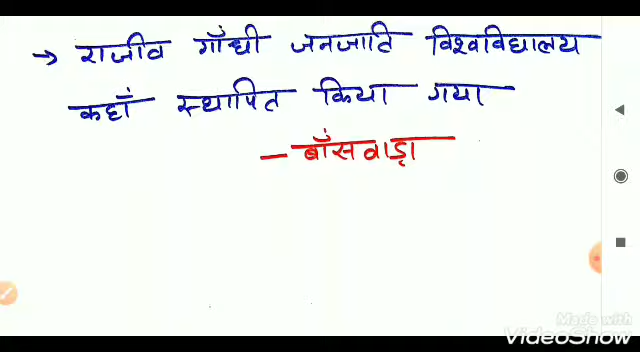 → राजीव गाँधी जनजाति विश्वविद्यालय
कहाँ स्थापित किया गया
– बाँसवाड़ा
Made with
VideoShow